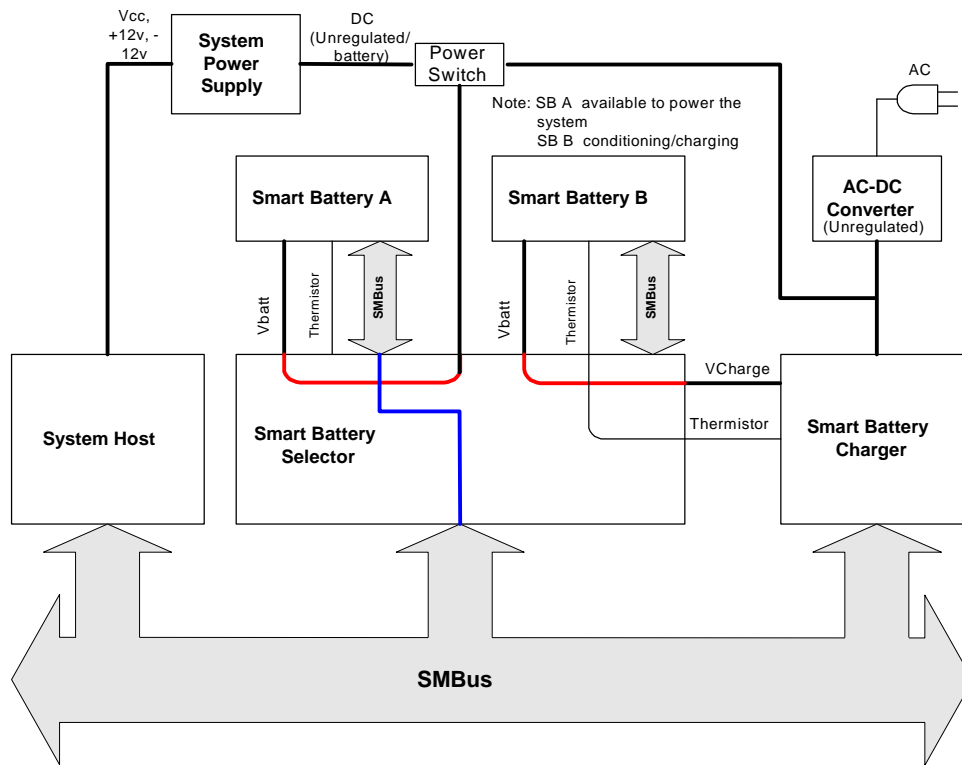 Vcc,
+12v, -
12v
System
Power
Supply
DC
(Unregulated/
battery)
Power
Switch
AC
Note: SB A available to power the
system
SB B conditioning/charging
Smart Battery A
Smart Battery B
AC-DC
Converter
(Unregulated)
Vbatt
Thermistor
SMBus
Vbatt
Thermistor
SMBus
VCharge
Thermistor
System Host
Smart Battery
Selector
Smart Battery
Charger
SMBus